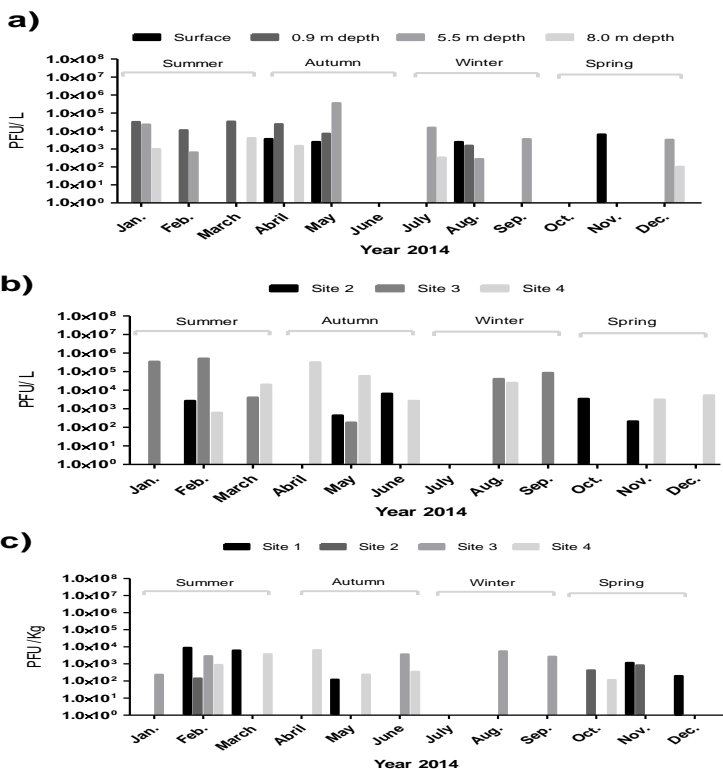 a)
Surface 0.9 m depth 5.5 m depth 8.0 m depth
Summer Autumn Winter Spring
1.0x10⁸
1.0x10⁷
1.0x10⁶
1.0x10⁵
1.0x10⁴
1.0x10³
1.0x10²
1.0x10¹
1.0x10⁰
PFU/ L
Jan. Feb. March Abril May June July Aug. Sep. Oct. Nov. Dec.
Year 2014
b)
Site 2 Site 3 Site 4
Summer Autumn Winter Spring
1.0x10⁸
1.0x10⁷
1.0x10⁶
1.0x10⁵
1.0x10⁴
1.0x10³
1.0x10²
1.0x10¹
1.0x10⁰
PFU/ L
Jan. Feb. March Abril May June July Aug. Sep. Oct. Nov. Dec.
Year 2014
c)
Site 1 Site 2 Site 3 Site 4
Summer Autumn Winter Spring
1.0x10⁸
1.0x10⁷
1.0x10⁶
1.0x10⁵
1.0x10⁴
1.0x10³
1.0x10²
1.0x10¹
1.0x10⁰
PFU/Kg
Jan. Feb. March Abril May June July Aug. Sep. Oct. Nov. Dec.
Year 2014